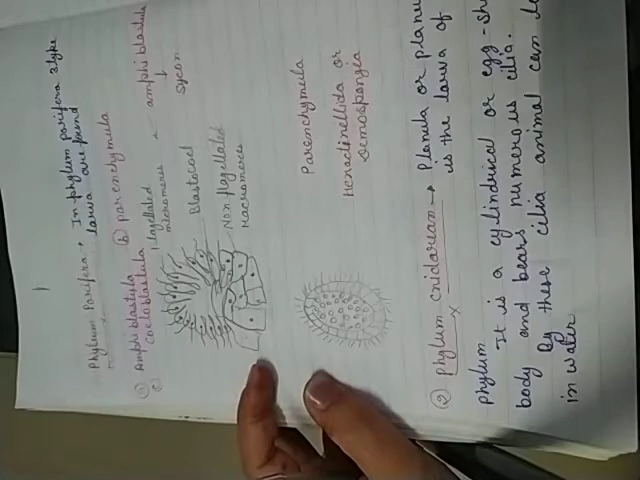 Phylum Porifera → In phylum porifera 2 type
larva are found
① Amphiblastula ⓑ parenchymula
ⓒ coeloblastula
flagellated
micromeres
amphiblastula
↓
sycon
Blastocoel
Non flagellated
Macromeres
Parenchymula
Hexactinellida or
Demospongia
② phylum cnidarian → Planula or planu
phylum is the larva of
It is a cylindrical or egg-sh
body and bears numerous cilia.
By these cilia animal can
in water